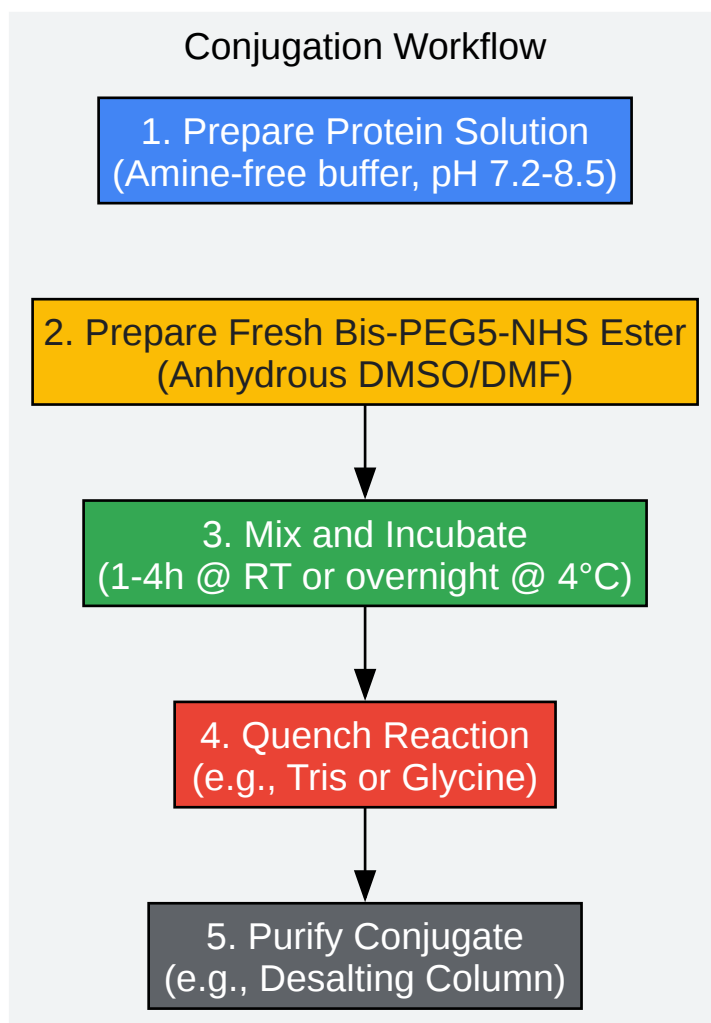 Conjugation Workflow
1. Prepare Protein Solution
(Amine-free buffer, pH 7.2-8.5)
2. Prepare Fresh Bis-PEG5-NHS Ester
(Anhydrous DMSO/DMF)
3. Mix and Incubate
(1-4h @ RT or overnight @ 4°C)
4. Quench Reaction
(e.g., Tris or Glycine)
5. Purify Conjugate
(e.g., Desalting Column)